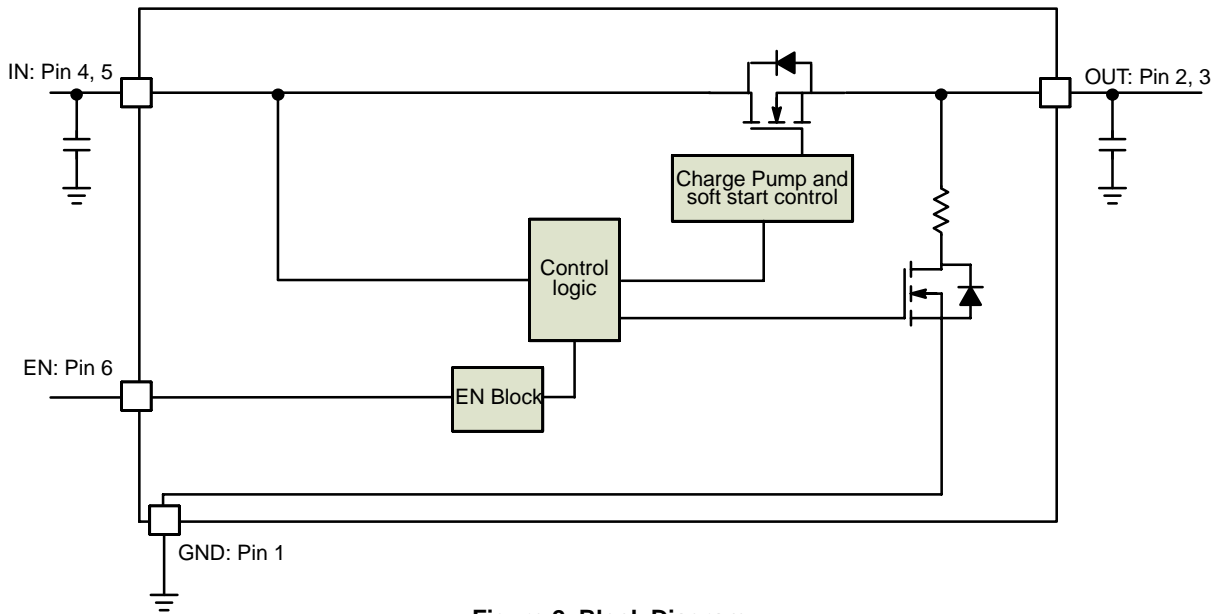 IN: Pin 4, 5
OUT: Pin 2, 3
Charge Pump and
soft start control
Control
logic
EN: Pin 6
EN Block
GND: Pin 1